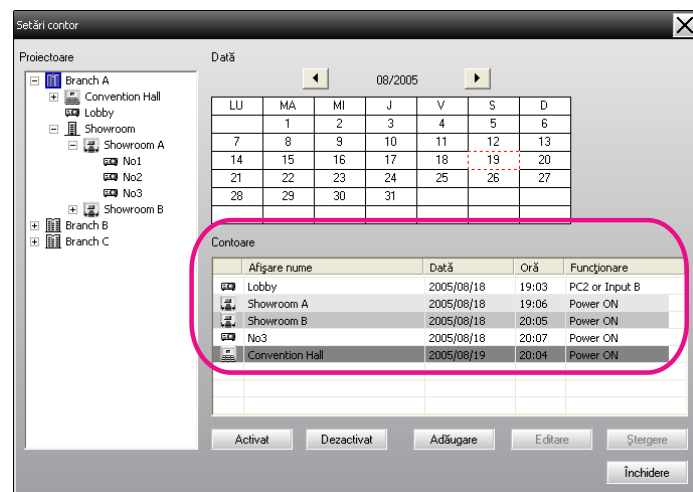 Setări contor
Proiectoare
Branch A
Convention Hall
Lobby
Showroom
Showroom A
No1
No2
No3
Showroom B
Branch B
Branch C
Dată
08/2005
LU MA MI J V S D
1 2 3 4 5 6
7 8 9 10 11 12 13
14 15 16 17 18 19 20
21 22 23 24 25 26 27
28 29 30 31
Contoare
Afişare nume Dată Oră Funcţionare
Lobby 2005/08/18 19:03 PC2 or Input B
Showroom A 2005/08/18 19:06 Power ON
Showroom B 2005/08/18 20:05 Power ON
No3 2005/08/18 20:07 Power ON
Convention Hall 2005/08/19 20:04 Power ON
Activat Dezactivat Adăugare Editare Ştergere
Închidere